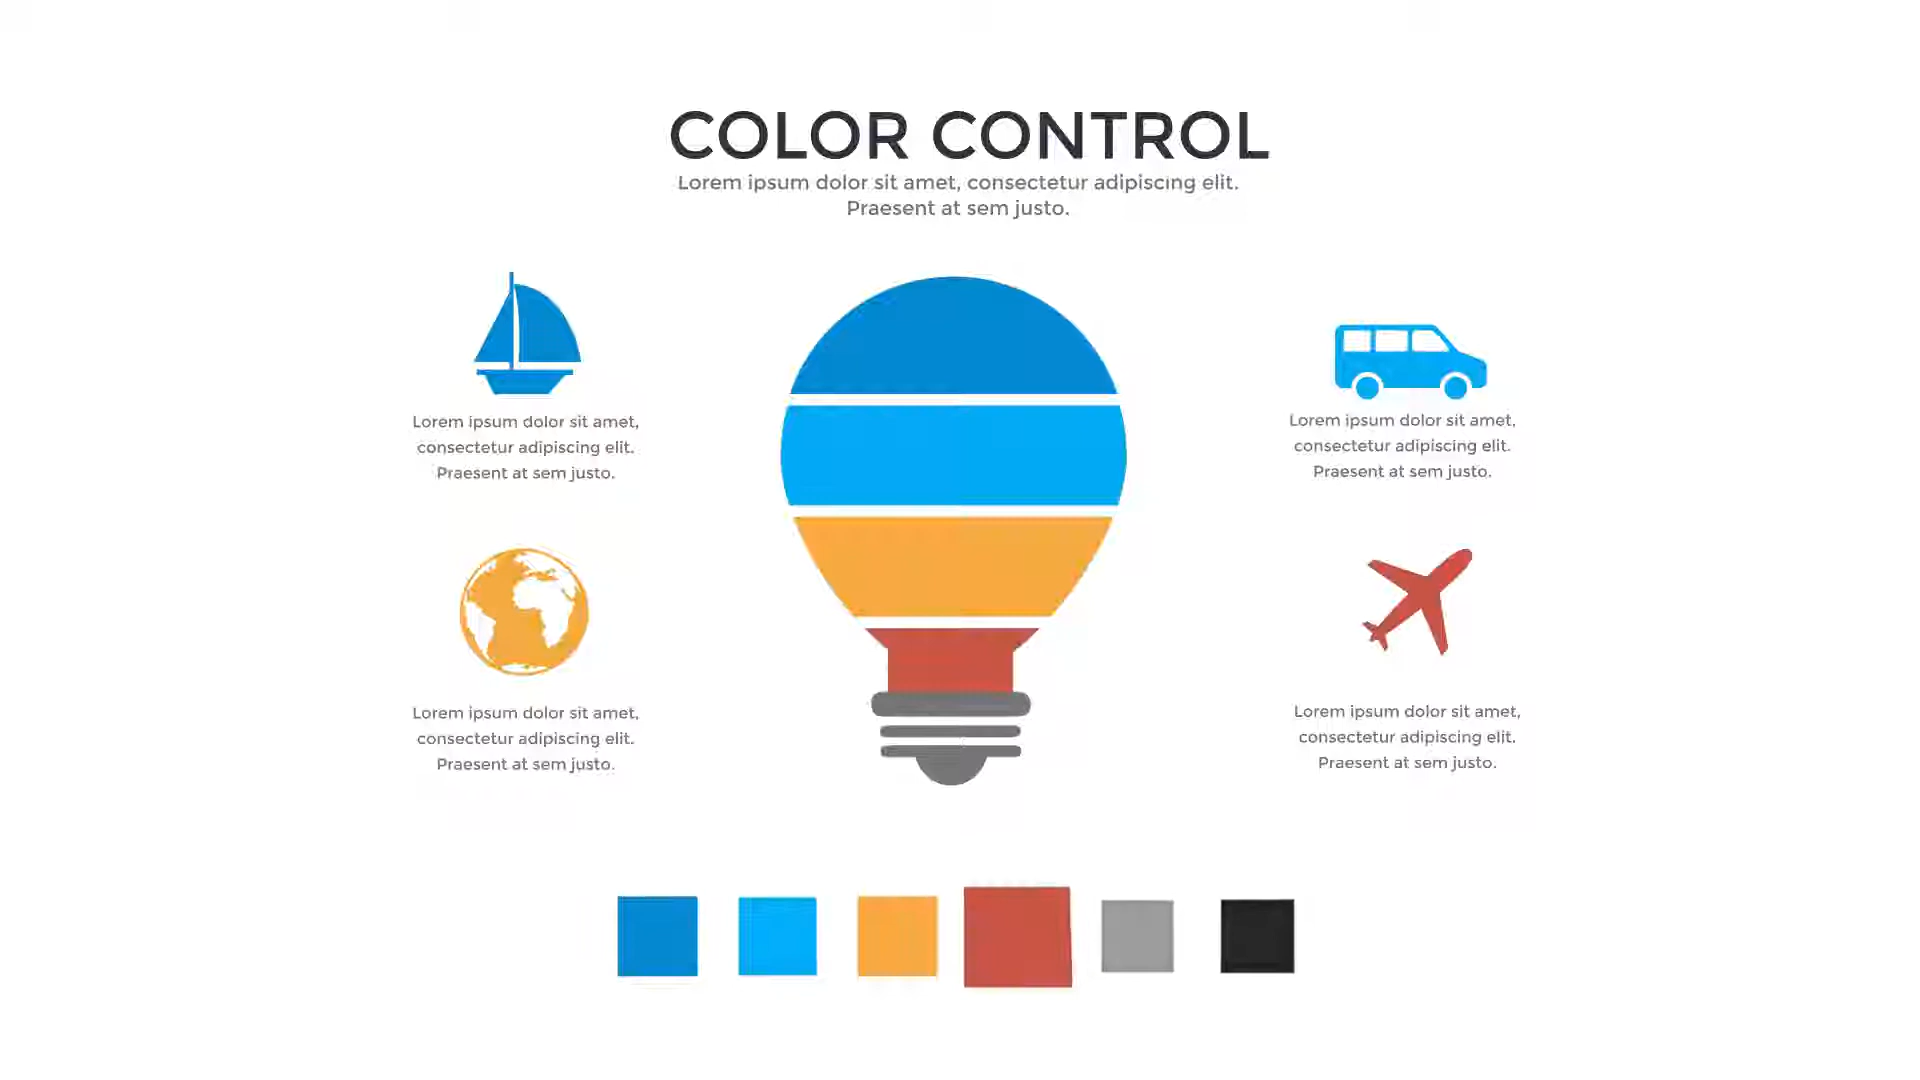 COLOR CONTROL
Lorem ipsum dolor sit amet, consectetur adipiscing elit.
Praesent at sem justo.
Lorem ipsum dolor sit amet,
consectetur adipiscing elit.
Praesent at sem justo.
Lorem ipsum dolor sit amet,
consectetur adipiscing elit.
Praesent at sem justo.
Lorem ipsum dolor sit amet,
consectetur adipiscing elit.
Praesent at sem justo.
Lorem ipsum dolor sit amet,
consectetur adipiscing elit.
Praesent at sem justo.